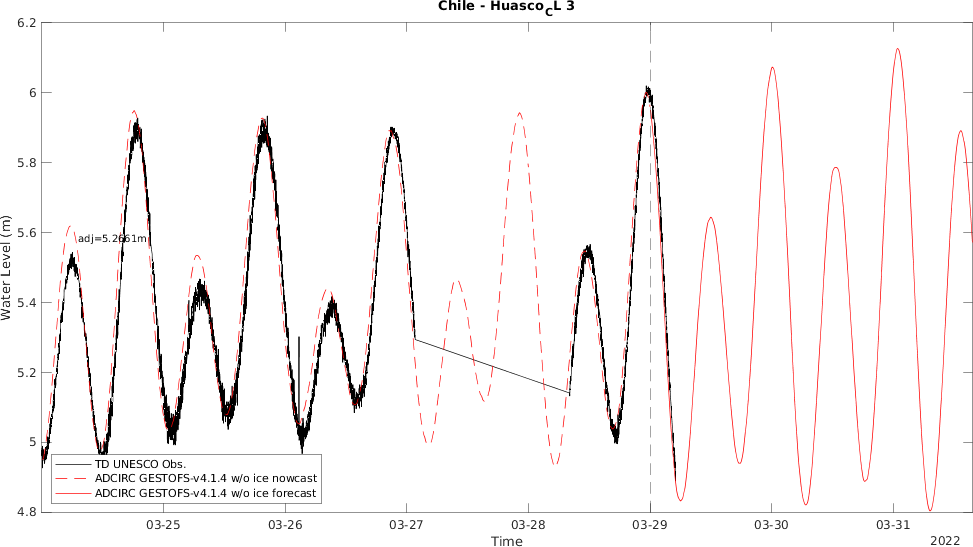 Chile - Huasco_CL 3
Water Level (m)
6.2
6
5.8
5.6
5.4
5.2
5
4.8
adj=5.2661m
TD UNESCO Obs.
ADCIRC GESTOFS-v4.1.4 w/o ice nowcast
ADCIRC GESTOFS-v4.1.4 w/o ice forecast
03-25 03-26 03-27 03-28 03-29 03-30 03-31
Time
2022